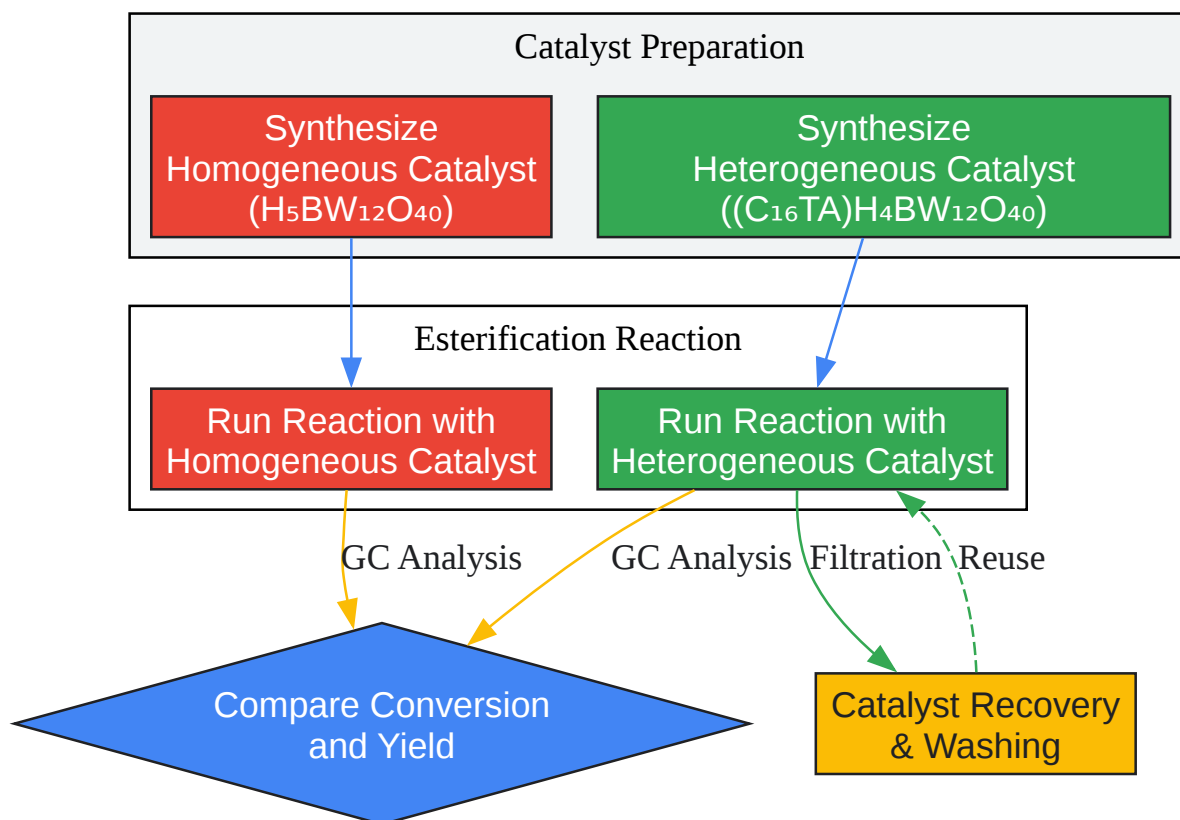 Catalyst Preparation
Synthesize
Homogeneous Catalyst
(H₅BW₁₂O₄₀)
Synthesize
Heterogeneous Catalyst
((C₁₆TA)H₄BW₁₂O₄₀)
Esterification Reaction
Run Reaction with
Homogeneous Catalyst
Run Reaction with
Heterogeneous Catalyst
GC Analysis
GC Analysis
Filtration
Reuse
Compare Conversion
and Yield
Catalyst Recovery
& Washing